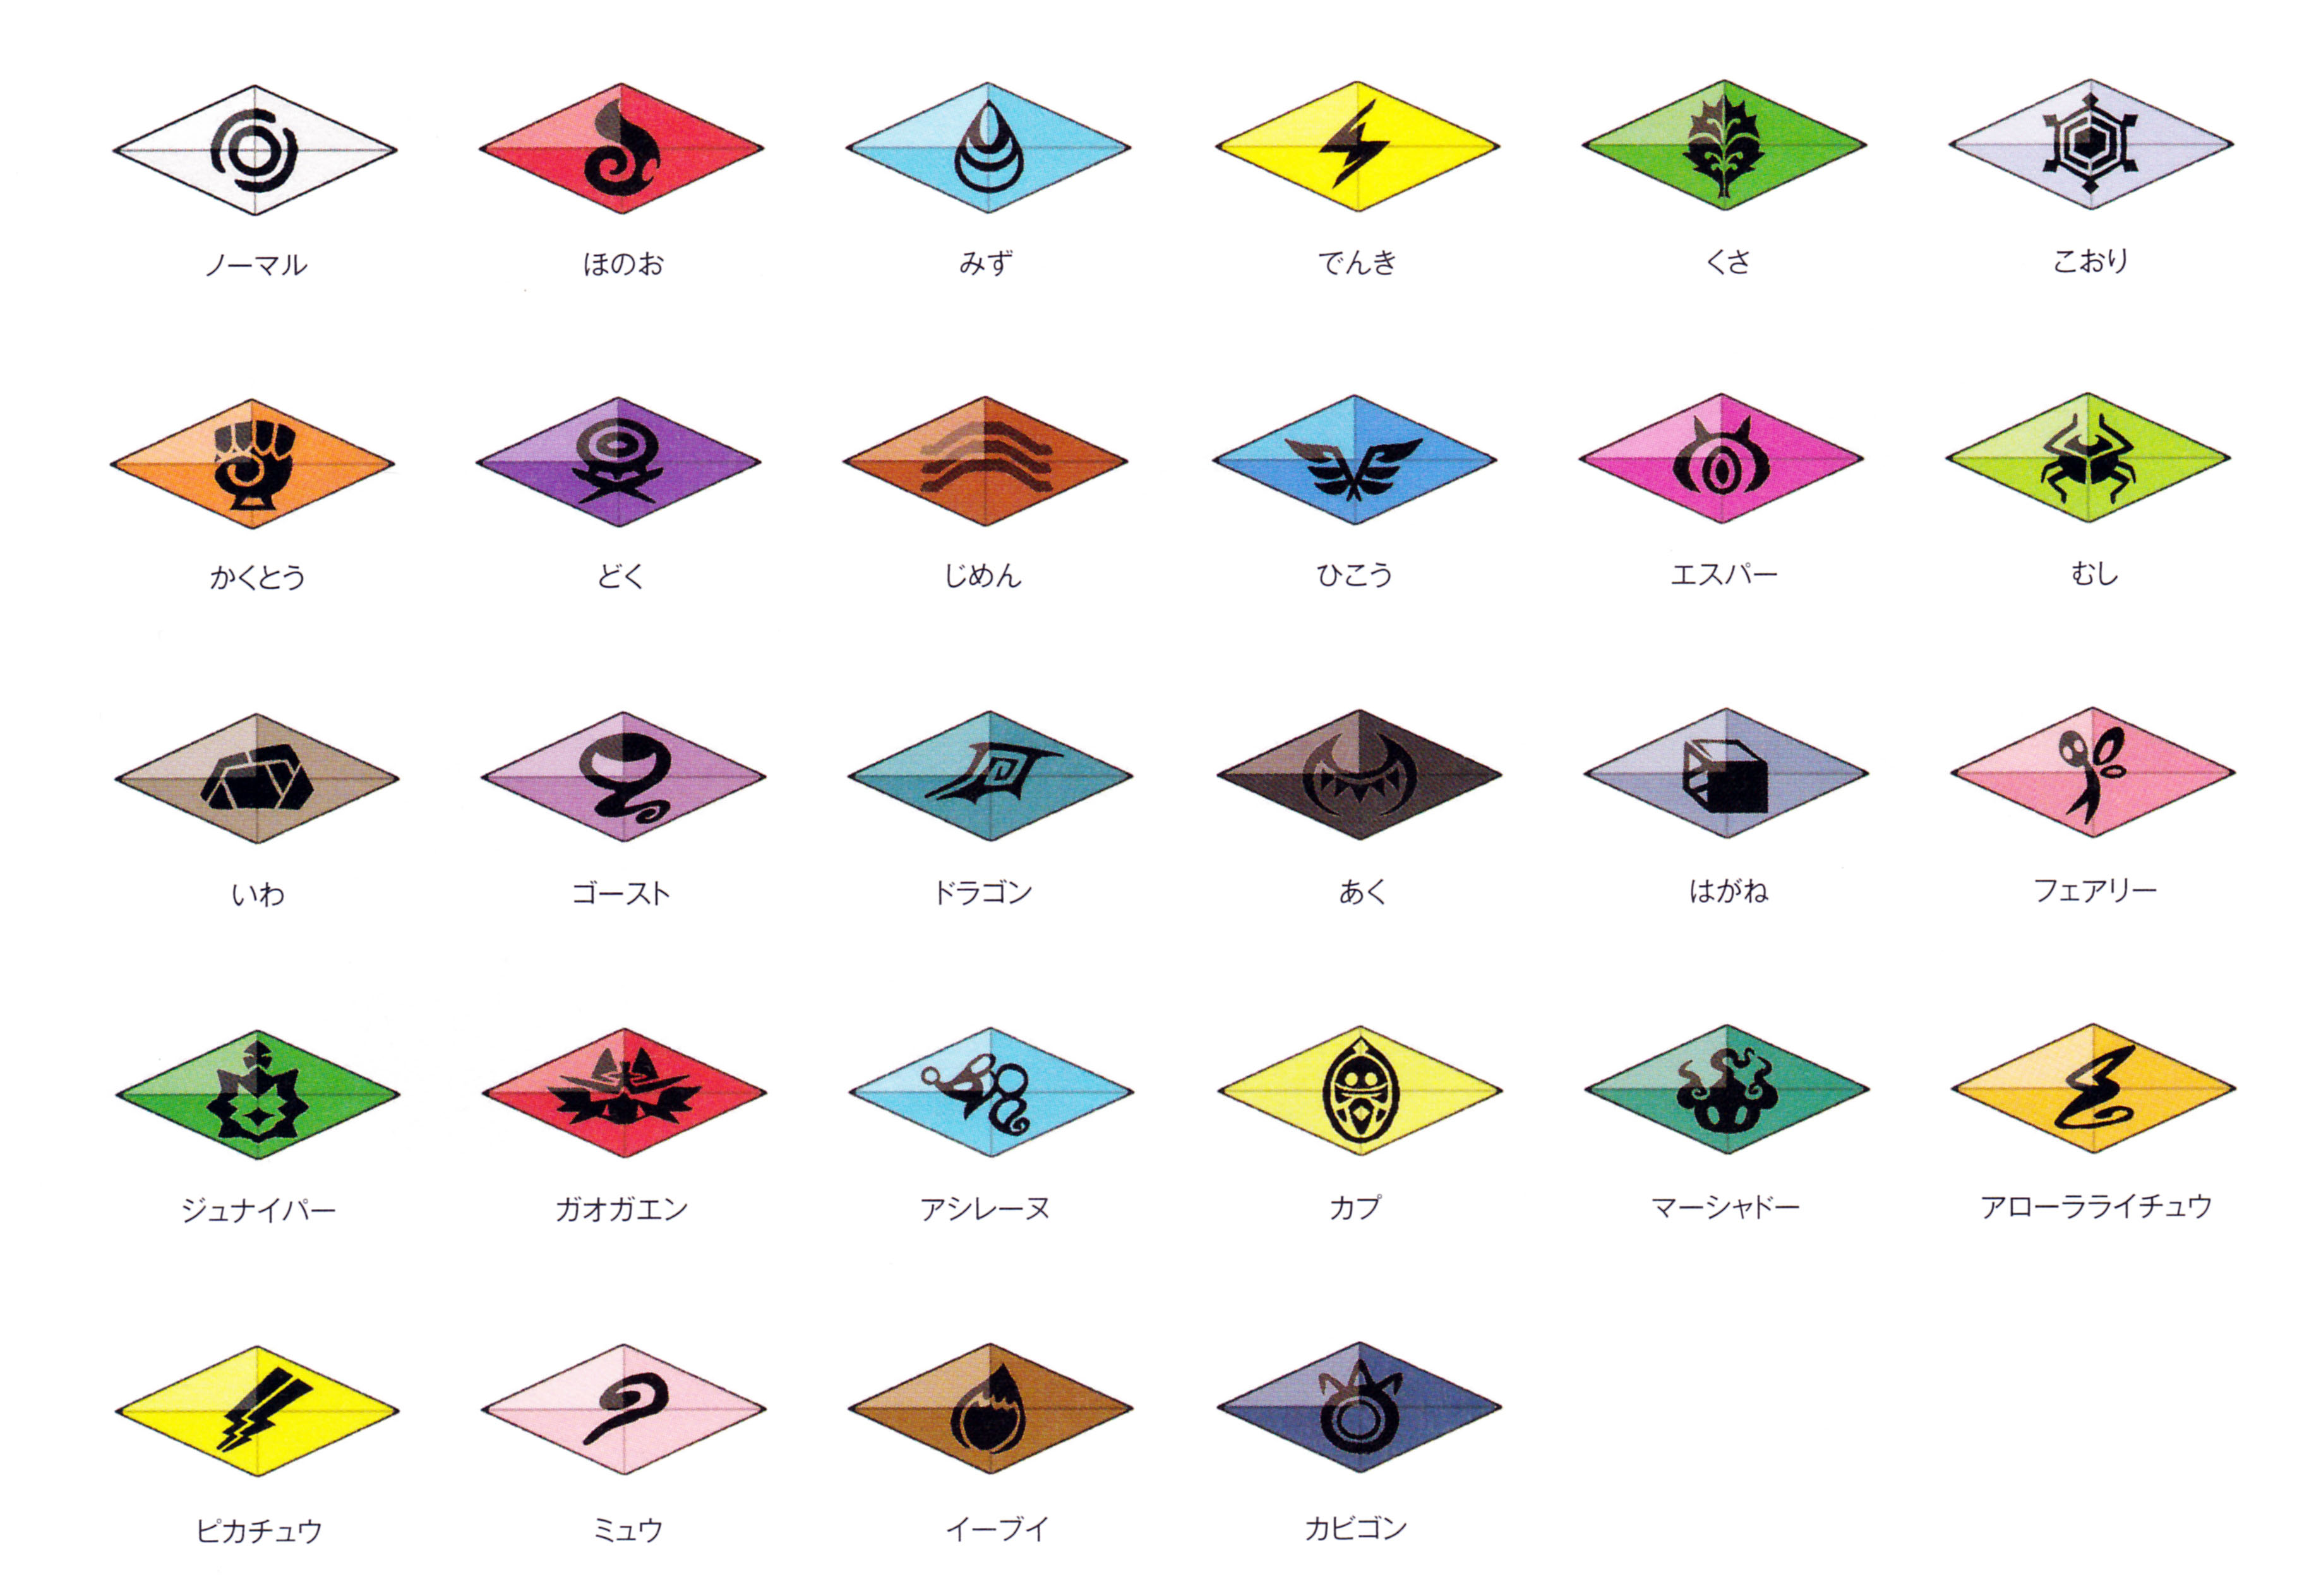 ノーマル
ほのお
みず
でんき
くさ
こおり
かくとう
どく
じめん
ひこう
エスパー
むし
いわ
ゴースト
ドラゴン
あく
はがね
フェアリー
ジュナイパー
ガオガエン
アシレーヌ
カプ
マーシャドー
アローラライチュウ
ピカチュウ
ミュウ
イーブイ
カビゴン